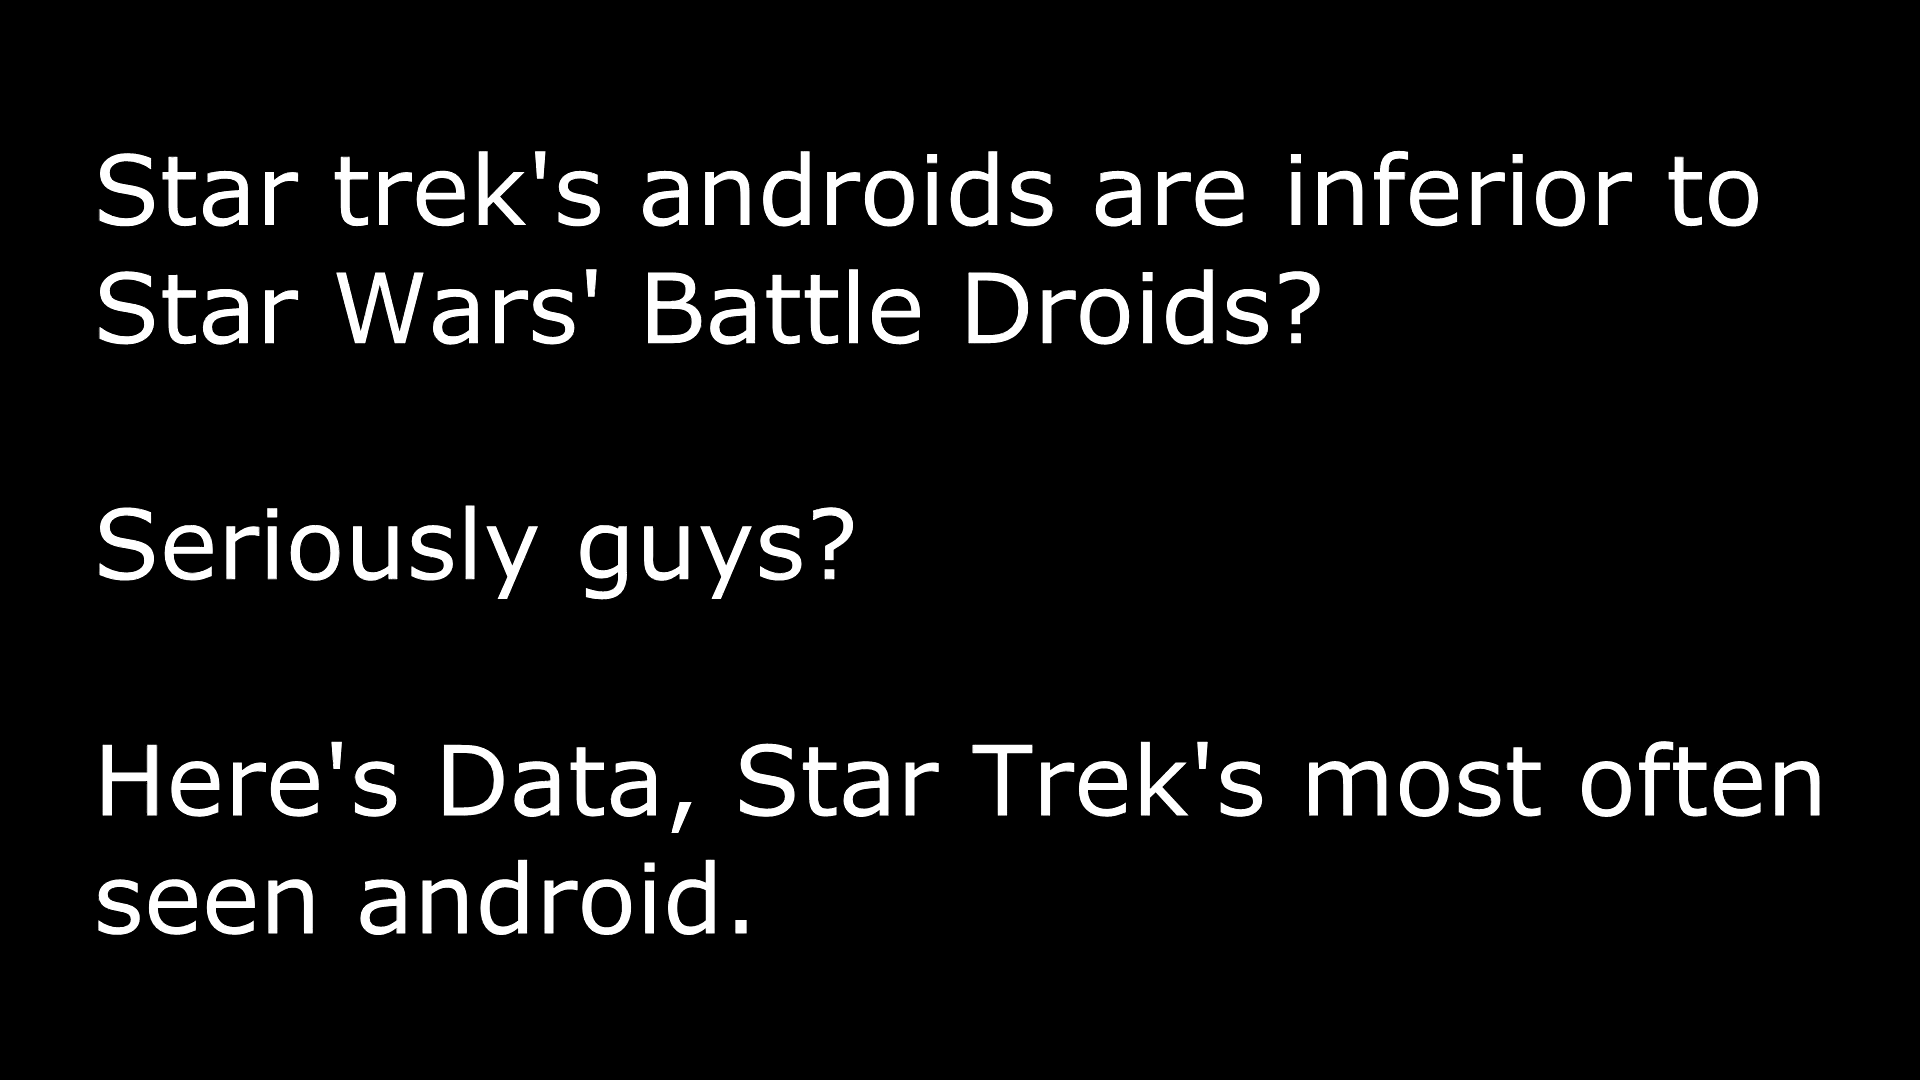 Star trek's androids are inferior to
Star Wars' Battle Droids?
Seriously guys?
Here's Data, Star Trek's most often
seen android.